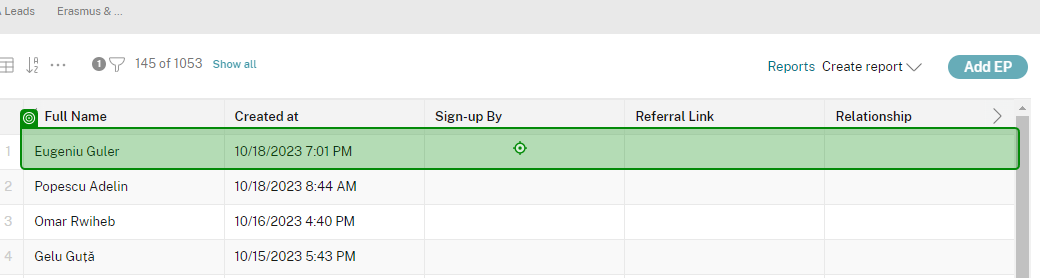 Leads Erasmus & ...
1 145 of 1053 Show all Reports Create report Add EP
Full Name Created at Sign-up By Referral Link Relationship
1 Eugeniu Guler 10/18/2023 7:01 PM
2 Popescu Adelin 10/18/2023 8:44 AM
3 Omar Rwiheb 10/16/2023 4:40 PM
4 Gelu Guță 10/15/2023 5:43 PM